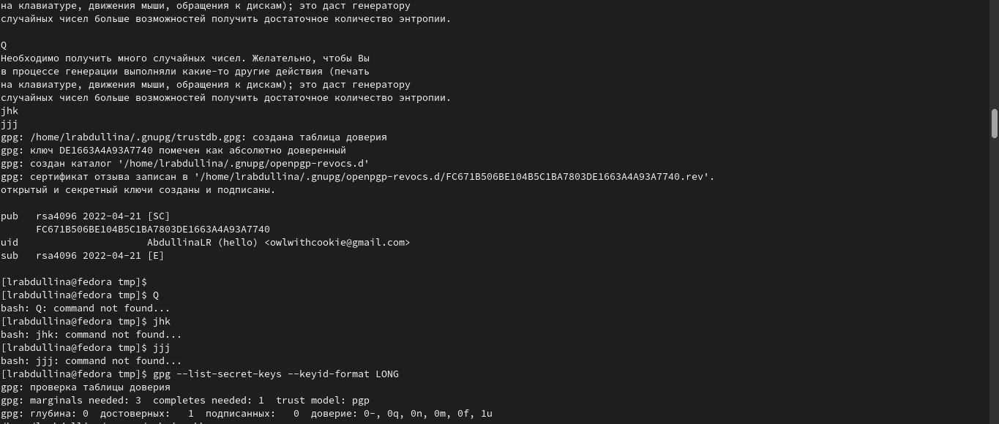 на клавиатуре, движения мыши, обращения к дискам); это даст генератору
случайных чисел больше возможностей получить достаточное количество энтропии.
Q
Необходимо получить много случайных чисел. Желательно, чтобы Вы
в процессе генерации выполняли какие-то другие действия (печать
на клавиатуре, движения мыши, обращения к дискам); это даст генератору
случайных чисел больше возможностей получить достаточное количество энтропии.
jhk
jjj
gpg: /home/lrabdullina/.gnupg/trustdb.gpg: создана таблица доверия
gpg: ключ DE1663A4A93A7740 помечен как абсолютно доверенный
gpg: создан каталог '/home/lrabdullina/.gnupg/openpgp-revocs.d'
gpg: сертификат отзыва записан в '/home/lrabdullina/.gnupg/openpgp-revocs.d/FC671B506BE104B5C1BA7803DE1663A4A93A7740.rev'.
открытый и секретный ключи созданы и подписаны.
pub   rsa4096 2022-04-21 [SC]
      FC671B506BE104B5C1BA7803DE1663A4A93A7740
uid                      AbdullinaLR (hello) <owlwithcookie@gmail.com>
sub   rsa4096 2022-04-21 [E]
[lrabdullina@fedora tmp]$
[lrabdullina@fedora tmp]$ Q
bash: Q: command not found...
[lrabdullina@fedora tmp]$ jhk
bash: jhk: command not found...
[lrabdullina@fedora tmp]$ jjj
bash: jjj: command not found...
[lrabdullina@fedora tmp]$ gpg --list-secret-keys --keyid-format LONG
gpg: проверка таблицы доверия
gpg: marginals needed: 3  completes needed: 1  trust model: pgp
gpg: глубина: 0  достоверных:   1  подписанных:   0  доверие: 0-, 0q, 0n, 0m, 0f, 1u